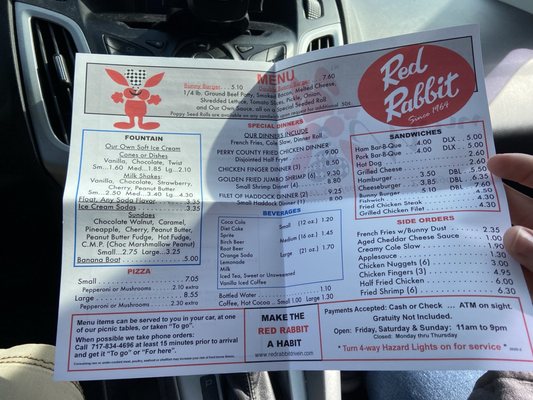 MENU
Bunny Burger . . . 5.10
7.60
1/4 lb. Ground Beef Patty, Smoked Bacon, Melted Cheese,
Shredded Lettuce, Tomato Slices, Pickle, Onion,
and Our Own Sauce, all on a Special Seeded Roll
Red Rabbit
Since 1964
FOUNTAIN
Our Own Soft Ice Cream
Cones or Dishes
Vanilla, Chocolate, Twist
Sm...1.60 Med...1.85 Lg...2.10
Milk Shakes
Vanilla, Chocolate, Strawberry,
Cherry, Peanut Butter
Sm...2.50 Med...3.40 Lg...4.30
Float, Any Soda Flavor 3.35
Ice Cream Sodas 3.35
Sundaes
Chocolate Walnut, Caramel,
Pineapple, Cherry, Peanut Butter,
Peanut Butter Fudge, Hot Fudge,
C.M.P. (Choc Marshmallow Peanut)
Small...2.75 Large...3.25
Banana Boat 5.00
PIZZA
Small 7.05
Pepperoni or Mushrooms 2.10 extra
Large 8.55
Pepperoni or Mushrooms 2.30 extra
SPECIAL DINNERS
OUR DINNERS INCLUDE
French Fries, Cole Slaw, Dinner Roll
PERRY COUNTY FRIED CHICKEN DINNER
Disjointed Half Fryer 9.00
CHICKEN FINGER DINNER (3) 8.50
GOLDEN FRIED JUMBO SHRIMP (6) 9.30
Small Shrimp Dinner (4) 8.00
FILET OF HADDOCK DINNER (2) 9.25
Small Haddock Dinner (1) 8.00
BEVERAGES
Coca Cola
Diet Coke
Sprite
Birch Beer
Root Beer
Orange Soda
Lemonade
Milk
Iced Tea, Sweet or Unsweetened
Vanilla Iced Coffee
Small (12 oz.) 1.20
Medium (16 oz.) 1.45
Large (21 oz.) 1.70
Bottled Water 1.30
Coffee, Hot Cocoa Small 1.00 Large 1.30
SANDWICHES
Ham Bar-B-Que 4.00 DLX 5.00
Pork Bar-B-Que 4.00 DLX 5.00
Hot Dog 2.60
Grilled Cheese 2.60
Hamburger 3.50 DBL 5.50
Cheeseburger 3.85 DBL 6.35
Bunny Burger 5.10 DBL 7.60
Fishwich 4.30
Fried Chicken Steak 4.30
Grilled Chicken Filet 4.30
SIDE ORDERS
French Fries w/Bunny Dust 2.35
Aged Cheddar Cheese Sauce 1.00
Creamy Cole Slaw 1.90
Applesauce 1.30
Chicken Nuggets (6) 3.00
Chicken Fingers (3) 4.95
Half Fried Chicken 6.00
Fried Shrimp (6) 6.30
Menu items can be served to you in your car, at one of
our picnic tables, or taken "To go".
When possible we take phone orders:
call 717-834-4696 at least 15 minutes prior to arrival
and get it "To go" or "For here".
MAKE THE
RED RABBIT
A HABIT
www.redrabbitdrivein.com
Payments Accepted: Cash or Check ... ATM on sight.
Gratuity Not Included.
Open: Friday, Saturday & Sunday: 11am to 9pm
Closed: Monday thru Thursday
* Turn 4-way Hazard Lights on for service *